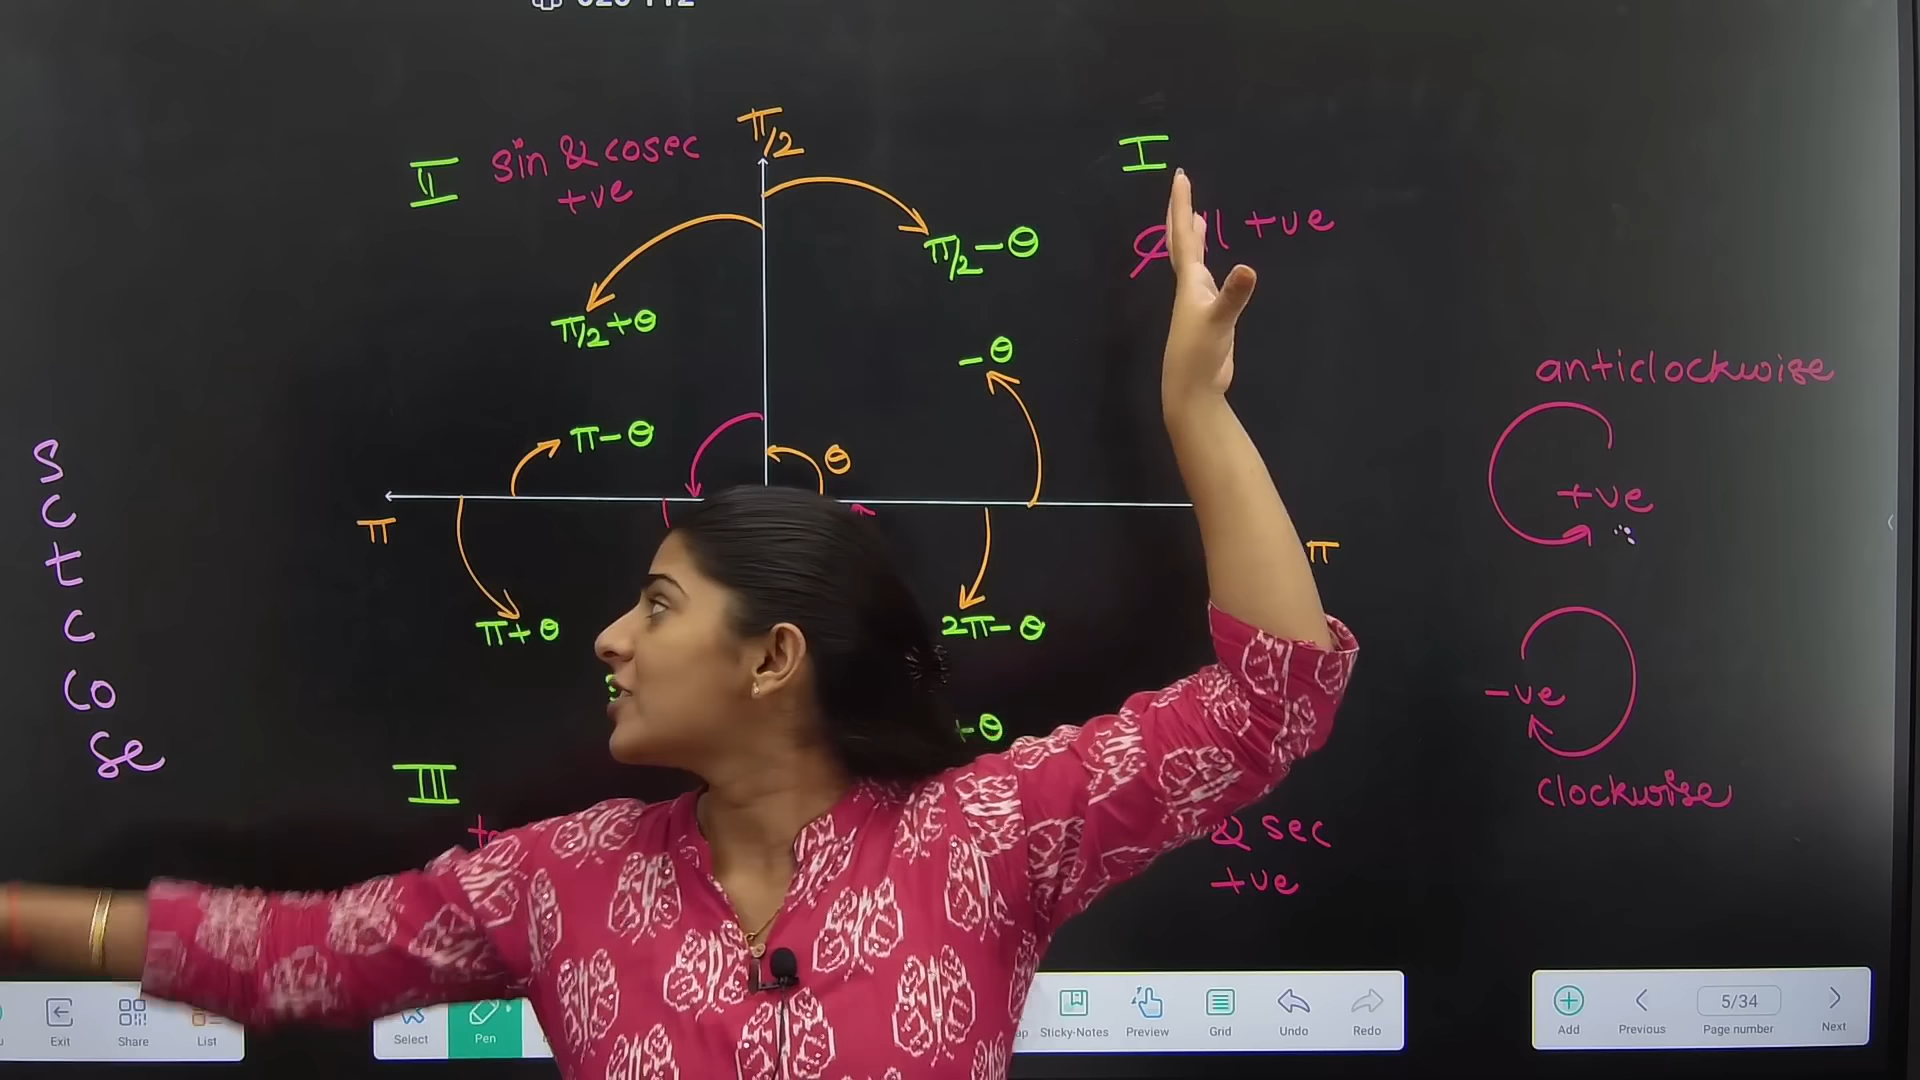 π/2
II sin & cosec
+ve
I
all +ve
π/2 - θ
π/2 + θ
- θ
anticlockwise
+ve
π - θ
θ
s
c
t
c
co
se
π
π
π + θ
2π - θ
+ θ
-ve
clockwise
III
& sec
+ve
Exit
Share
List
Select
Pen
Sticky-Notes
Preview
Grid
Undo
Redo
Add
Previous
5/34
Page number
Next